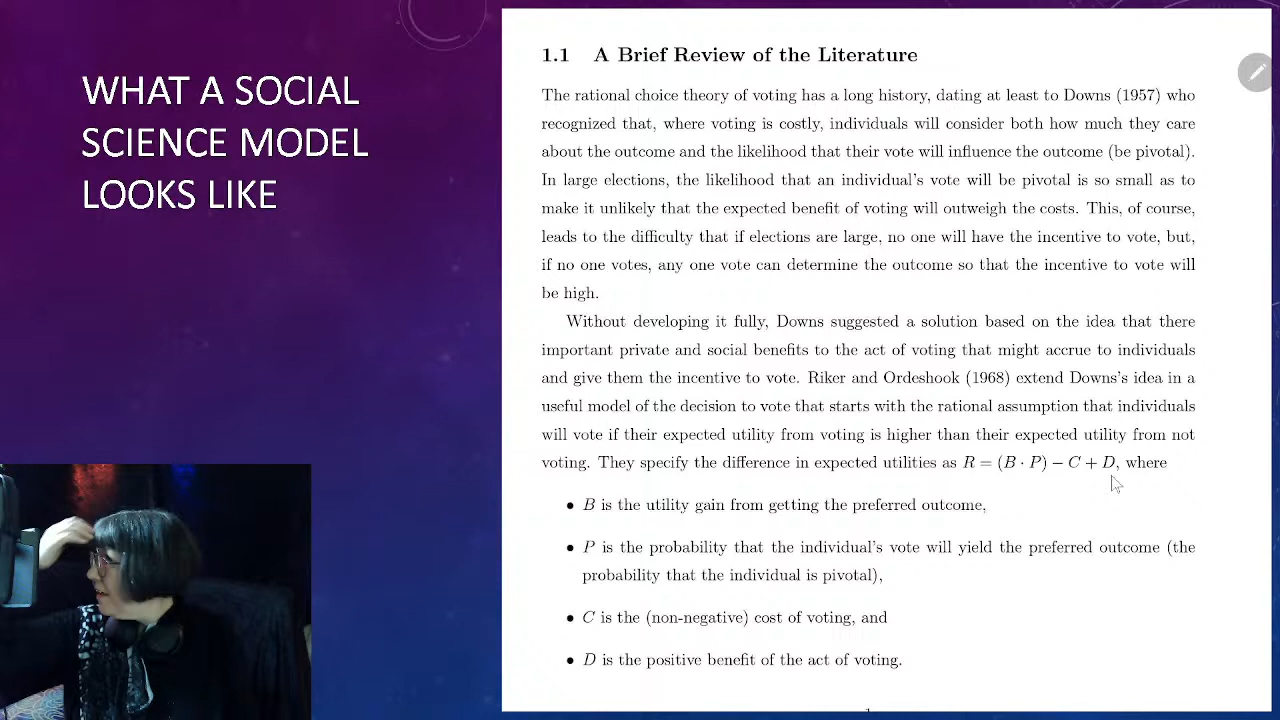 WHAT A SOCIAL
SCIENCE MODEL
LOOKS LIKE
1.1 A Brief Review of the Literature
The rational choice theory of voting has a long history, dating at least to Downs (1957) who
recognized that, where voting is costly, individuals will consider both how much they care
about the outcome and the likelihood that their vote will influence the outcome (be pivotal).
In large elections, the likelihood that an individual's vote will be pivotal is so small as to
make it unlikely that the expected benefit of voting will outweigh the costs. This, of course,
leads to the difficulty that if elections are large, no one will have the incentive to vote, but,
if no one votes, any one vote can determine the outcome so that the incentive to vote will
be high.
Without developing it fully, Downs suggested a solution based on the idea that there
important private and social benefits to the act of voting that might accrue to individuals
and give them the incentive to vote. Riker and Ordeshook (1968) extend Downs's idea in a
useful model of the decision to vote that starts with the rational assumption that individuals
will vote if their expected utility from voting is higher than their expected utility from not
voting. They specify the difference in expected utilities as R = (B · P) − C + D, where
• B is the utility gain from getting the preferred outcome,
• P is the probability that the individual's vote will yield the preferred outcome (the
probability that the individual is pivotal),
• C is the (non-negative) cost of voting, and
• D is the positive benefit of the act of voting.